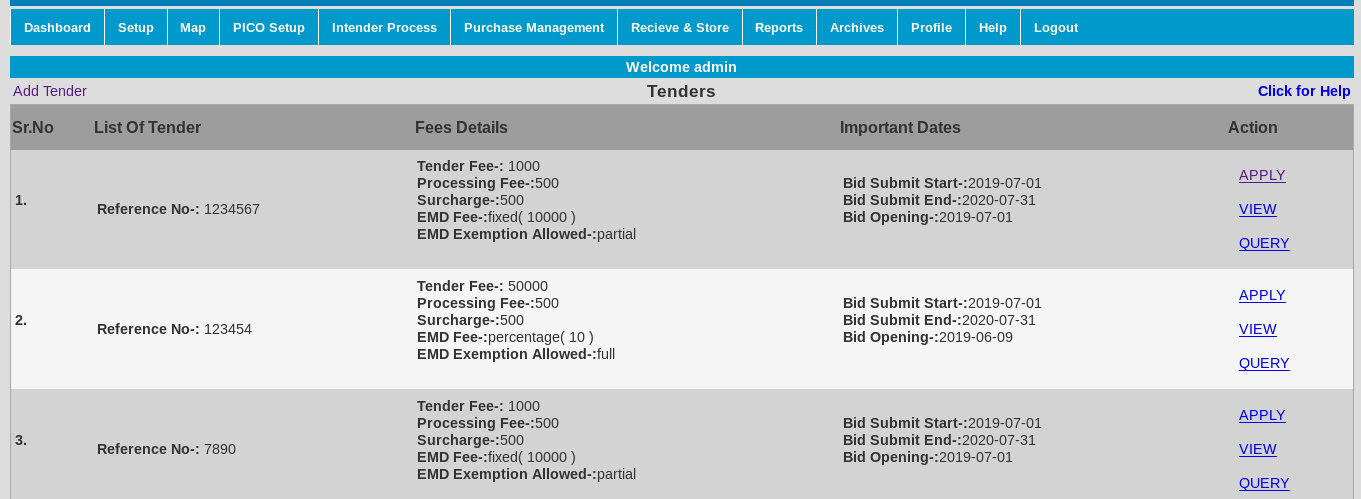 Dashboard Setup Map PICO Setup Intender Process Purchase Management Recieve & Store Reports Archives Profile Help Logout
Welcome admin
Add Tender Tenders Click for Help
Sr.No List Of Tender Fees Details Important Dates Action
1.
Reference No-: 1234567
Tender Fee-: 1000
Processing Fee-:500
Surcharge-:500
EMD Fee-:fixed( 10000 )
EMD Exemption Allowed-:partial
Bid Submit Start-:2019-07-01
Bid Submit End-:2020-07-31
Bid Opening-:2019-07-01
APPLY
VIEW
QUERY
2.
Reference No-: 123454
Tender Fee-: 50000
Processing Fee-:500
Surcharge-:500
EMD Fee-:percentage( 10 )
EMD Exemption Allowed-:full
Bid Submit Start-:2019-07-01
Bid Submit End-:2020-07-31
Bid Opening-:2019-06-09
APPLY
VIEW
QUERY
3.
Reference No-: 7890
Tender Fee-: 1000
Processing Fee-:500
Surcharge-:500
EMD Fee-:fixed( 10000 )
EMD Exemption Allowed-:partial
Bid Submit Start-:2019-07-01
Bid Submit End-:2020-07-31
Bid Opening-:2019-07-01
APPLY
VIEW
QUERY